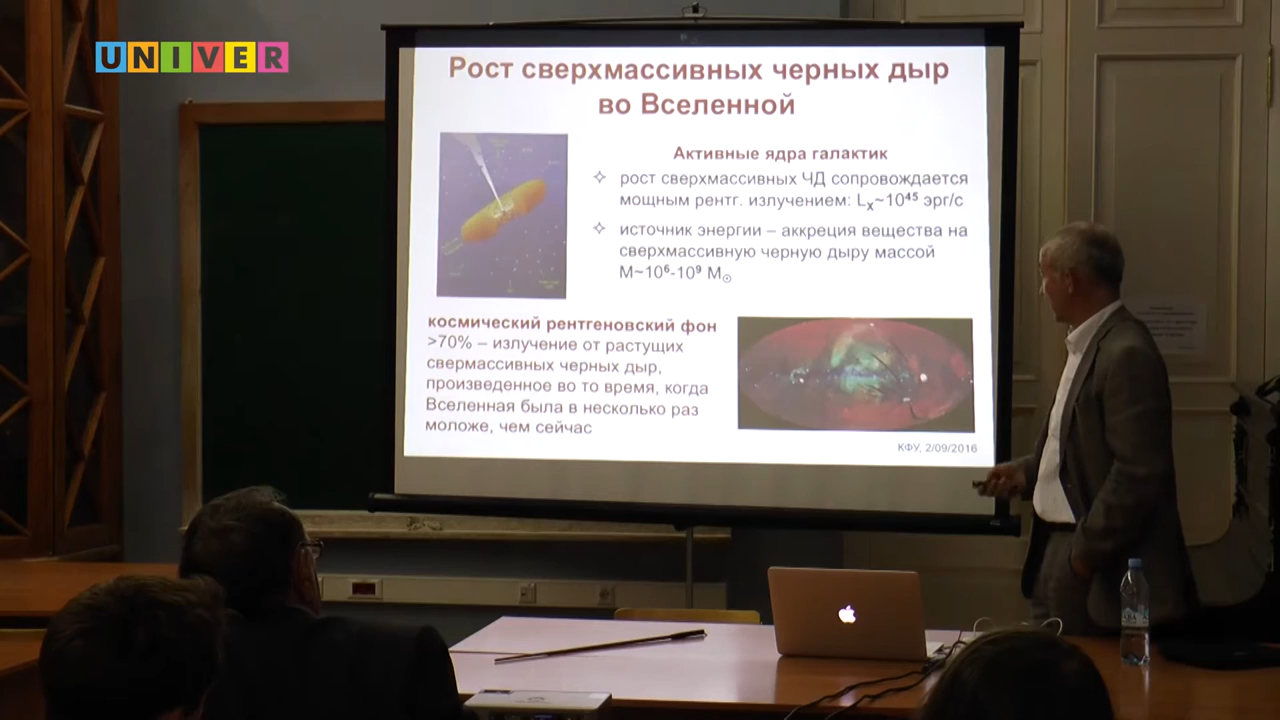 UNIVER
Рост сверхмассивных черных дыр
во Вселенной
Активные ядра галактик
✧ рост сверхмассивных ЧД сопровождается
мощным рентг. излучением: Lₓ~10⁴⁵ эрг/с
✧ источник энергии – аккреция вещества на
сверхмассивную черную дыру массой
M~10⁶-10⁹ M☉
космический рентгеновский фон
>70% – излучение от растущих
свермассивных черных дыр,
произведенное во то время, когда
Вселенная была в несколько раз
моложе, чем сейчас
КФУ, 2/09/2016